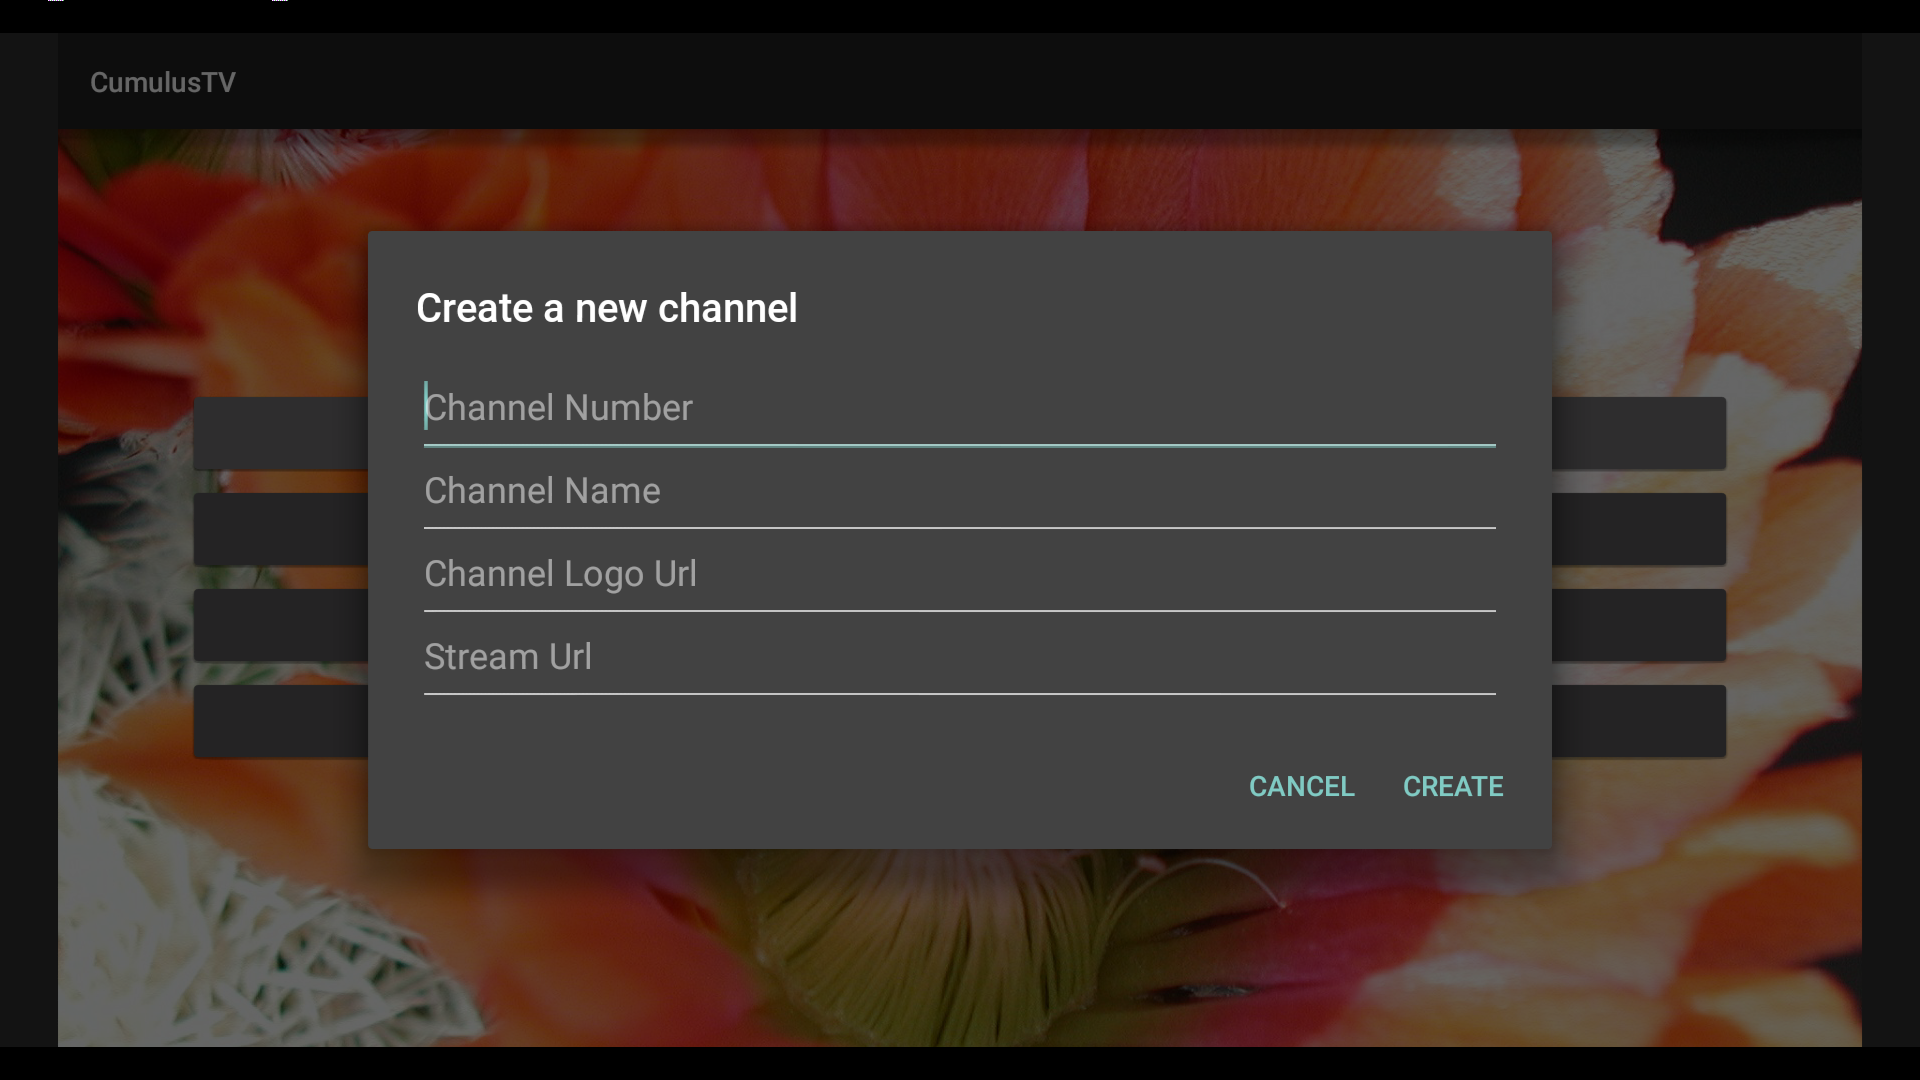 CumulusTV
Create a new channel
Channel Number
Channel Name
Channel Logo Url
Stream Url
CANCEL CREATE